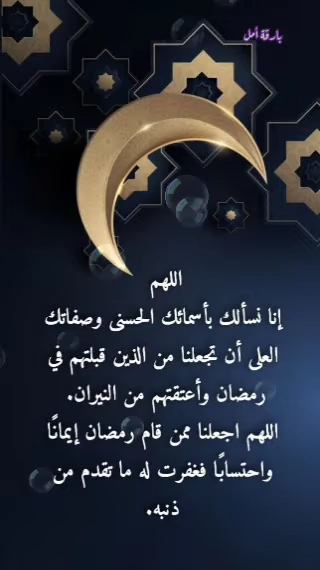 بارقة أمل
اللهم
إنا نسألك بأسمائك الحسنى وصفاتك
العلى أن تجعلنا من الذين قبلتهم في
رمضان وأعتقتهم من النيران.
اللهم اجعلنا ممن قام رمضان إيمانًا
واحتسابًا فغفرت له ما تقدم من
ذنبه.